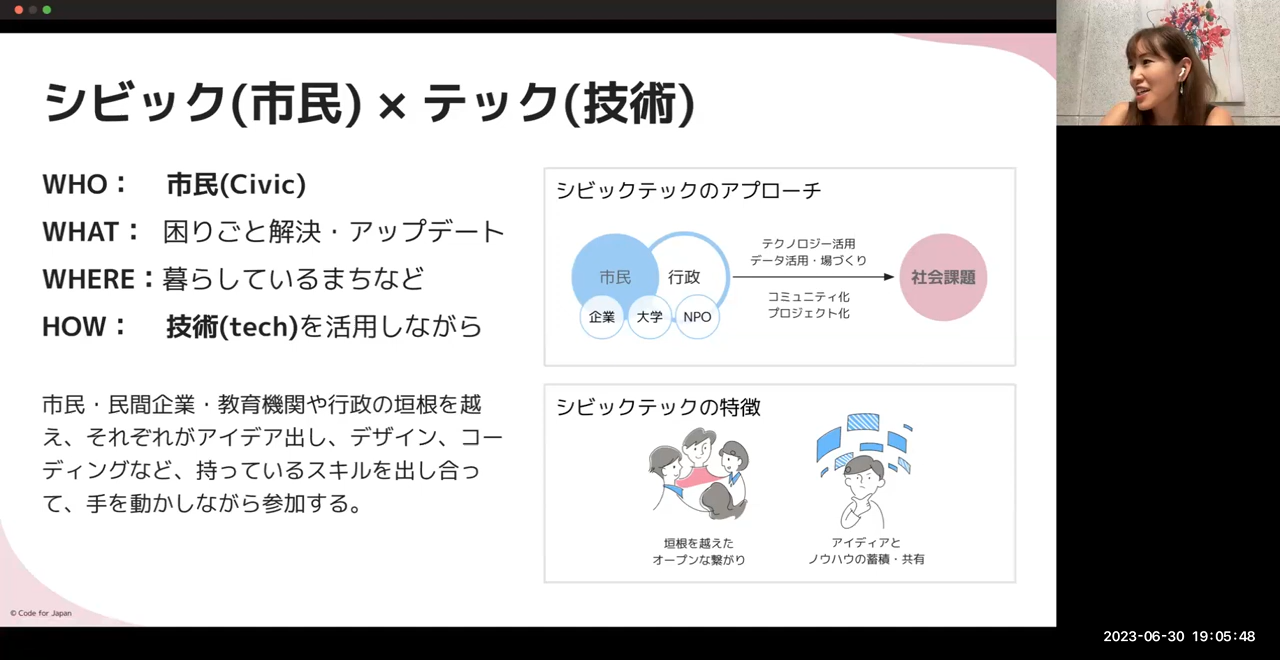 シビック(市民) × テック(技術)
WHO： 市民(Civic)
WHAT： 困りごと解決・アップデート
WHERE：暮らしているまちなど
HOW： 技術(tech)を活用しながら
市民・民間企業・教育機関や行政の垣根を越
え、それぞれがアイデア出し、デザイン、コー
ディングなど、持っているスキルを出し合っ
て、手を動かしながら参加する。
シビックテックのアプローチ
市民
行政
企業
大学
NPO
テクノロジー活用
データ活用・場づくり
コミュニティ化
プロジェクト化
社会課題
シビックテックの特徴
垣根を越えた
オープンな繋がり
アイディアと
ノウハウの蓄積・共有
© Code for Japan
2023-06-30 19:05:48